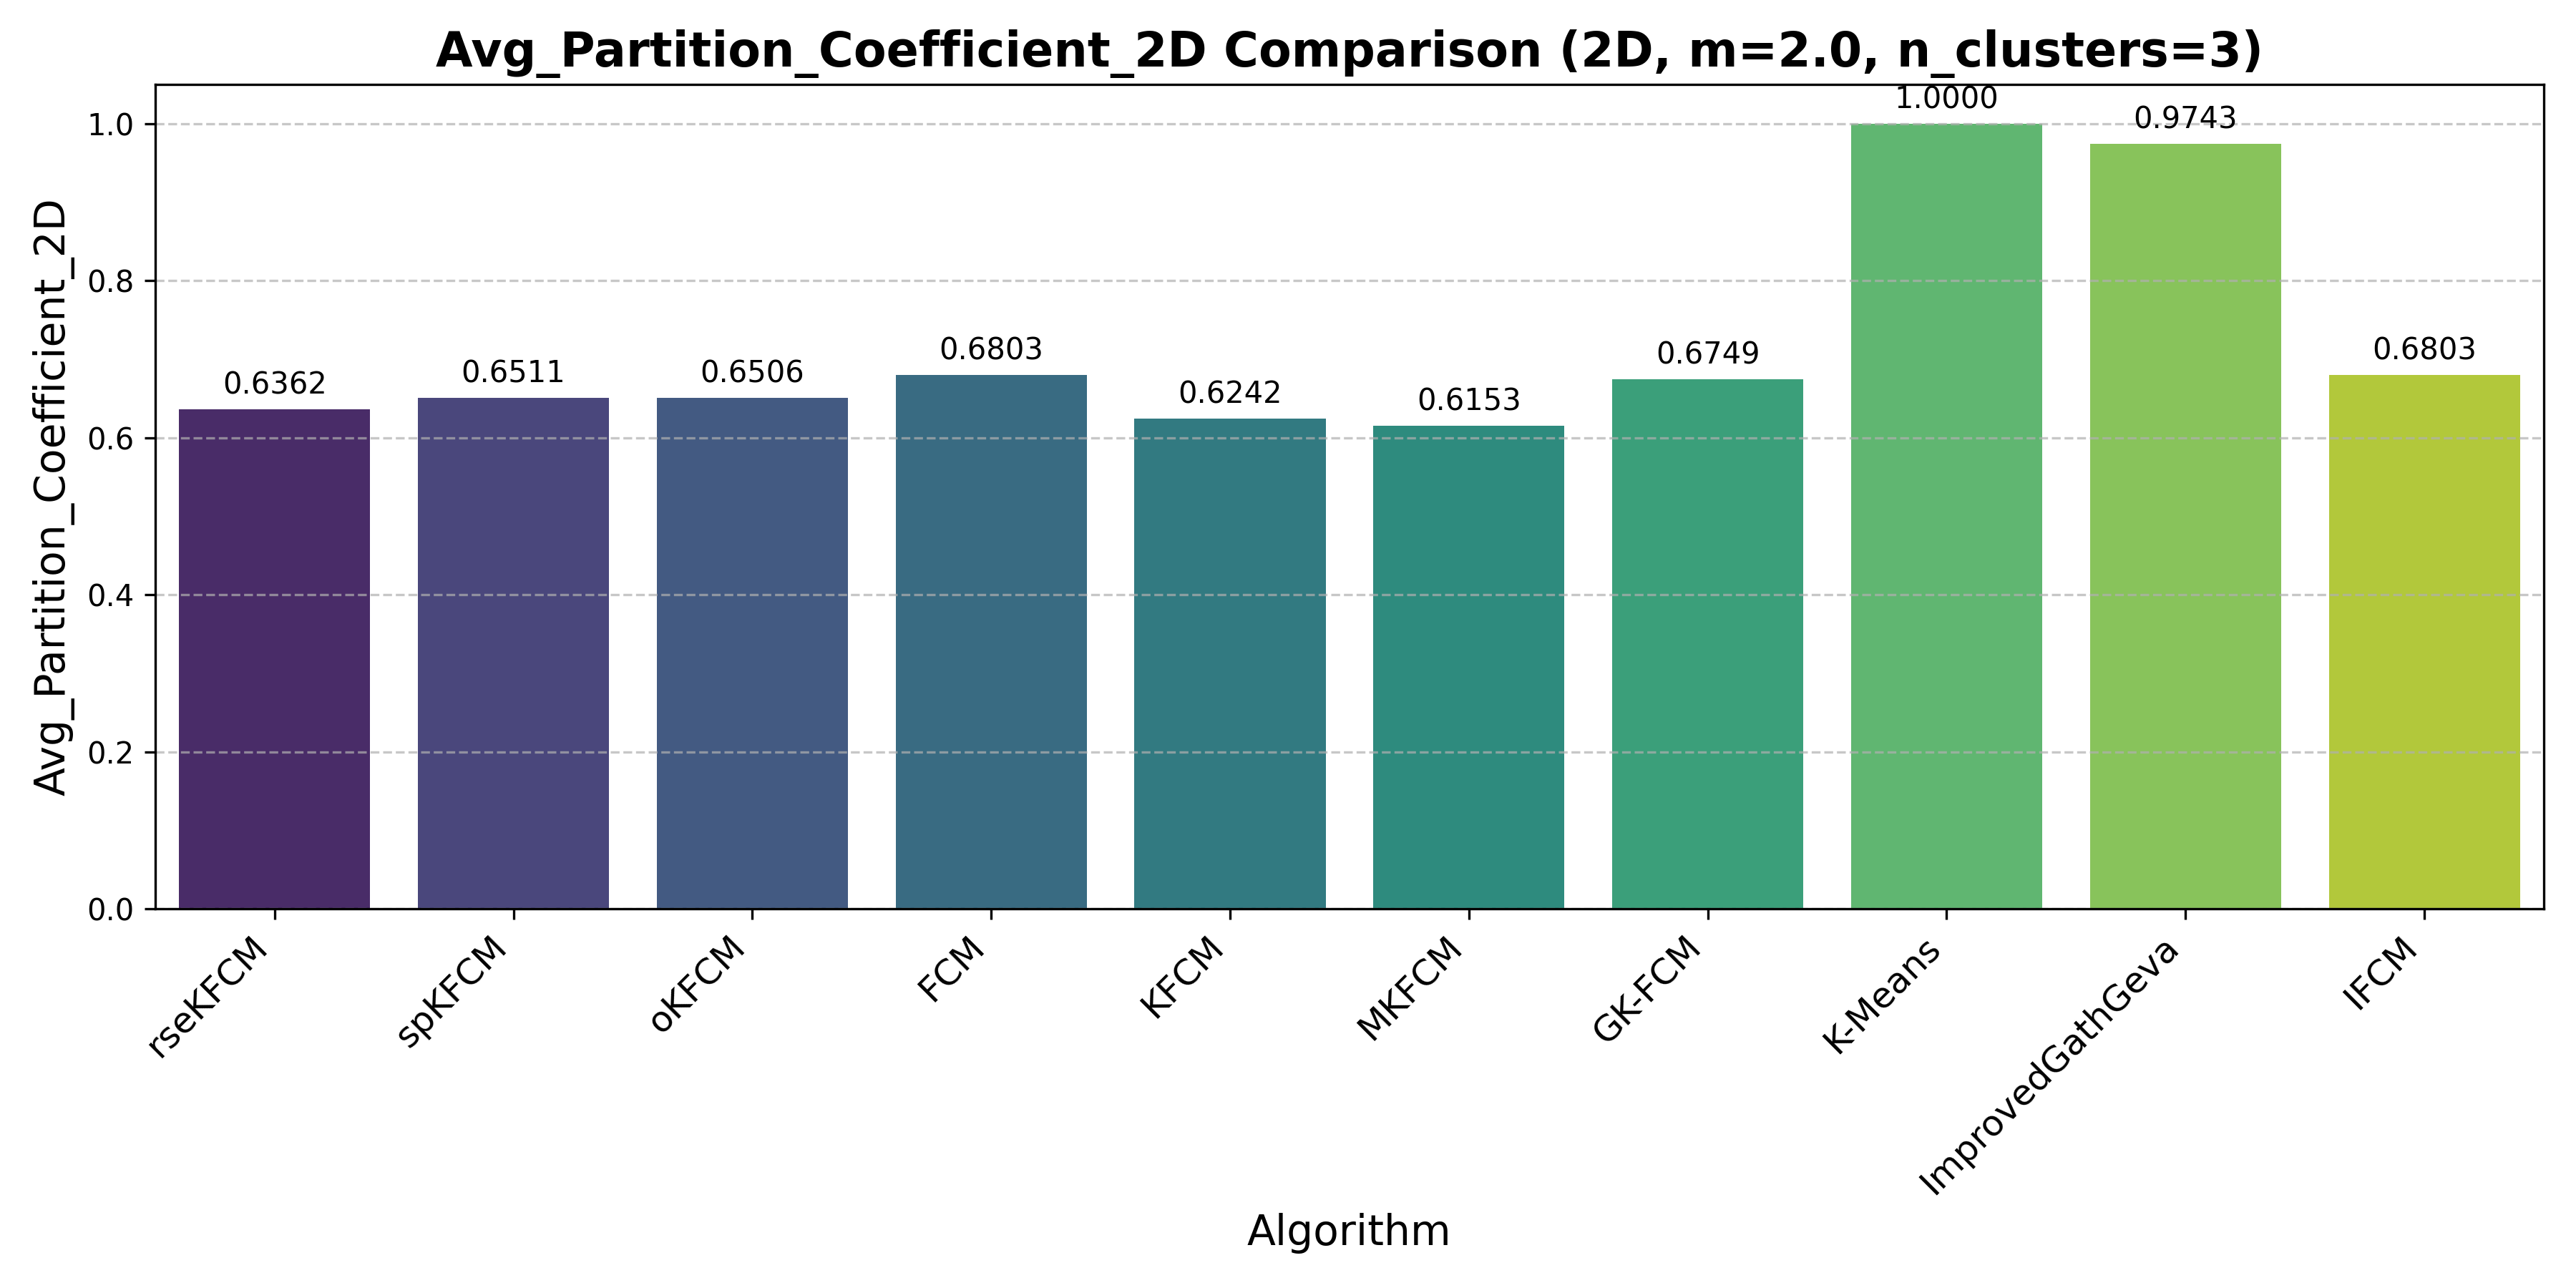 Avg_Partition_Coefficient_2D Comparison (2D, m=2.0, n_clusters=3)
Avg_Partition_Coefficient_2D
1.0
0.8
0.6
0.4
0.2
0.0
0.6362
0.6511
0.6506
0.6803
0.6242
0.6153
0.6749
1.0000
0.9743
0.6803
rseKFCM
spKFCM
oKFCM
FCM
KFCM
MKFCM
GK-FCM
K-Means
ImprovedGathGeva
IFCM
Algorithm